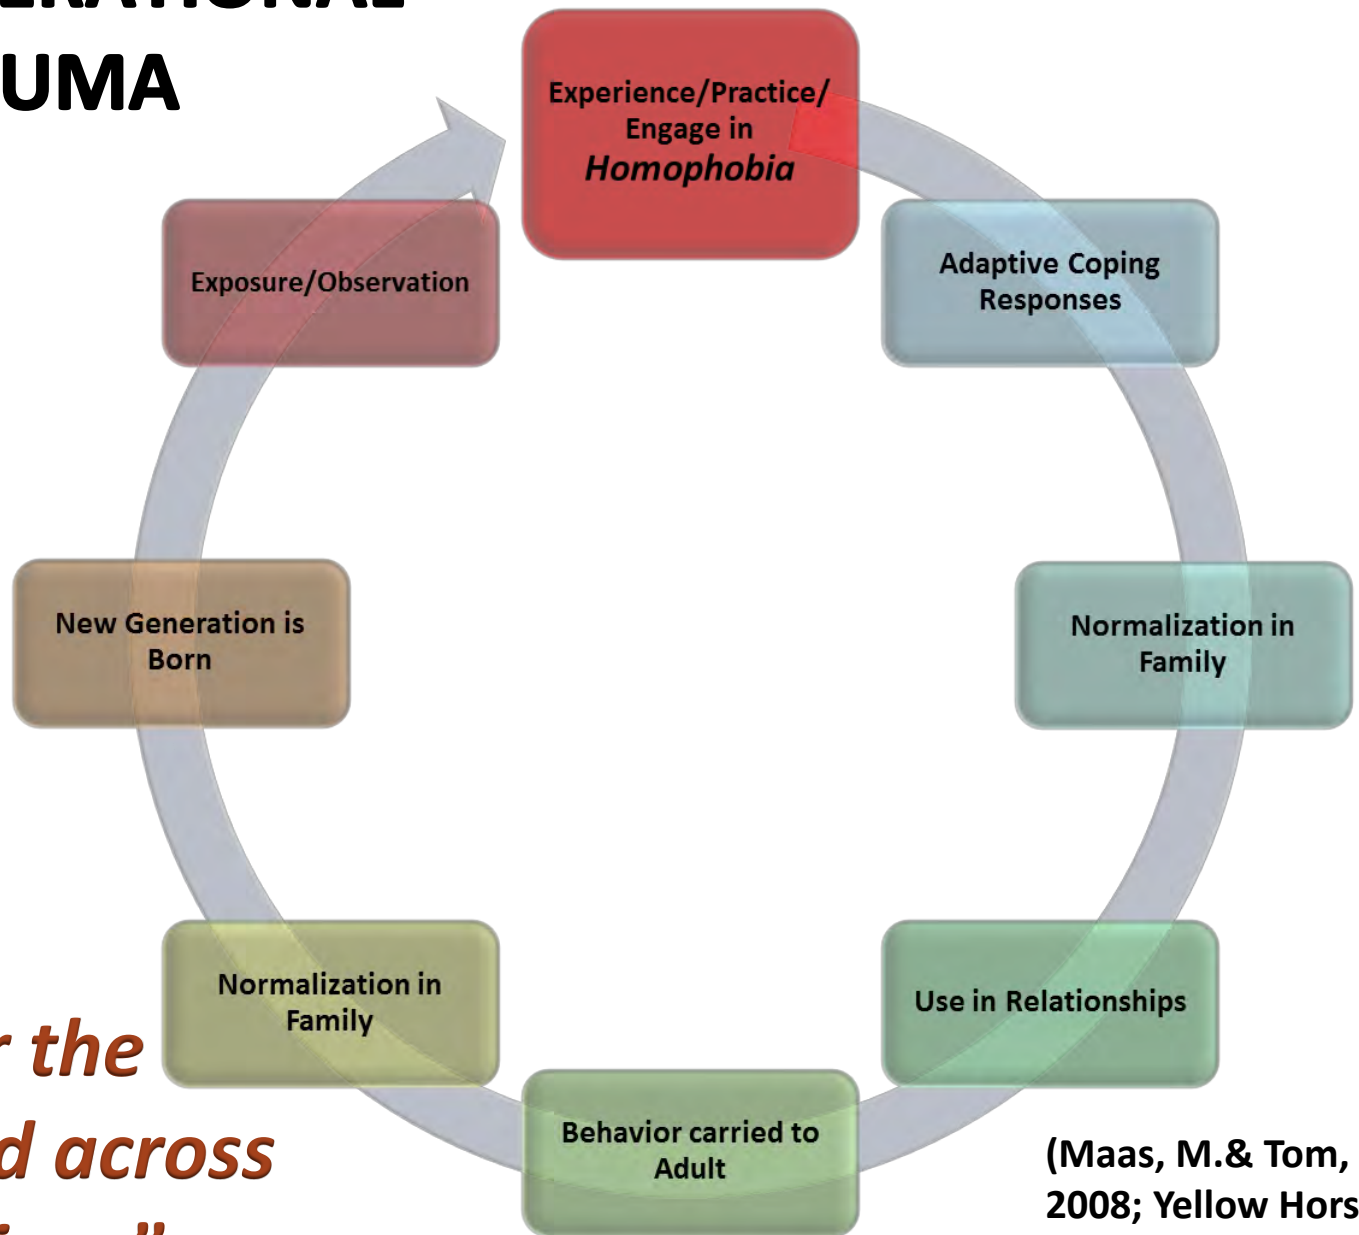 UMA
Experience/Practice/
Engage in
Homophobia
Adaptive Coping
Responses
Normalization in
Family
Use in Relationships
Behavior carried to
Adult
Normalization in
Family
New Generation is
Born
Exposure/Observation
the
across
(Maas, M.& Tom,
2008; Yellow Hors